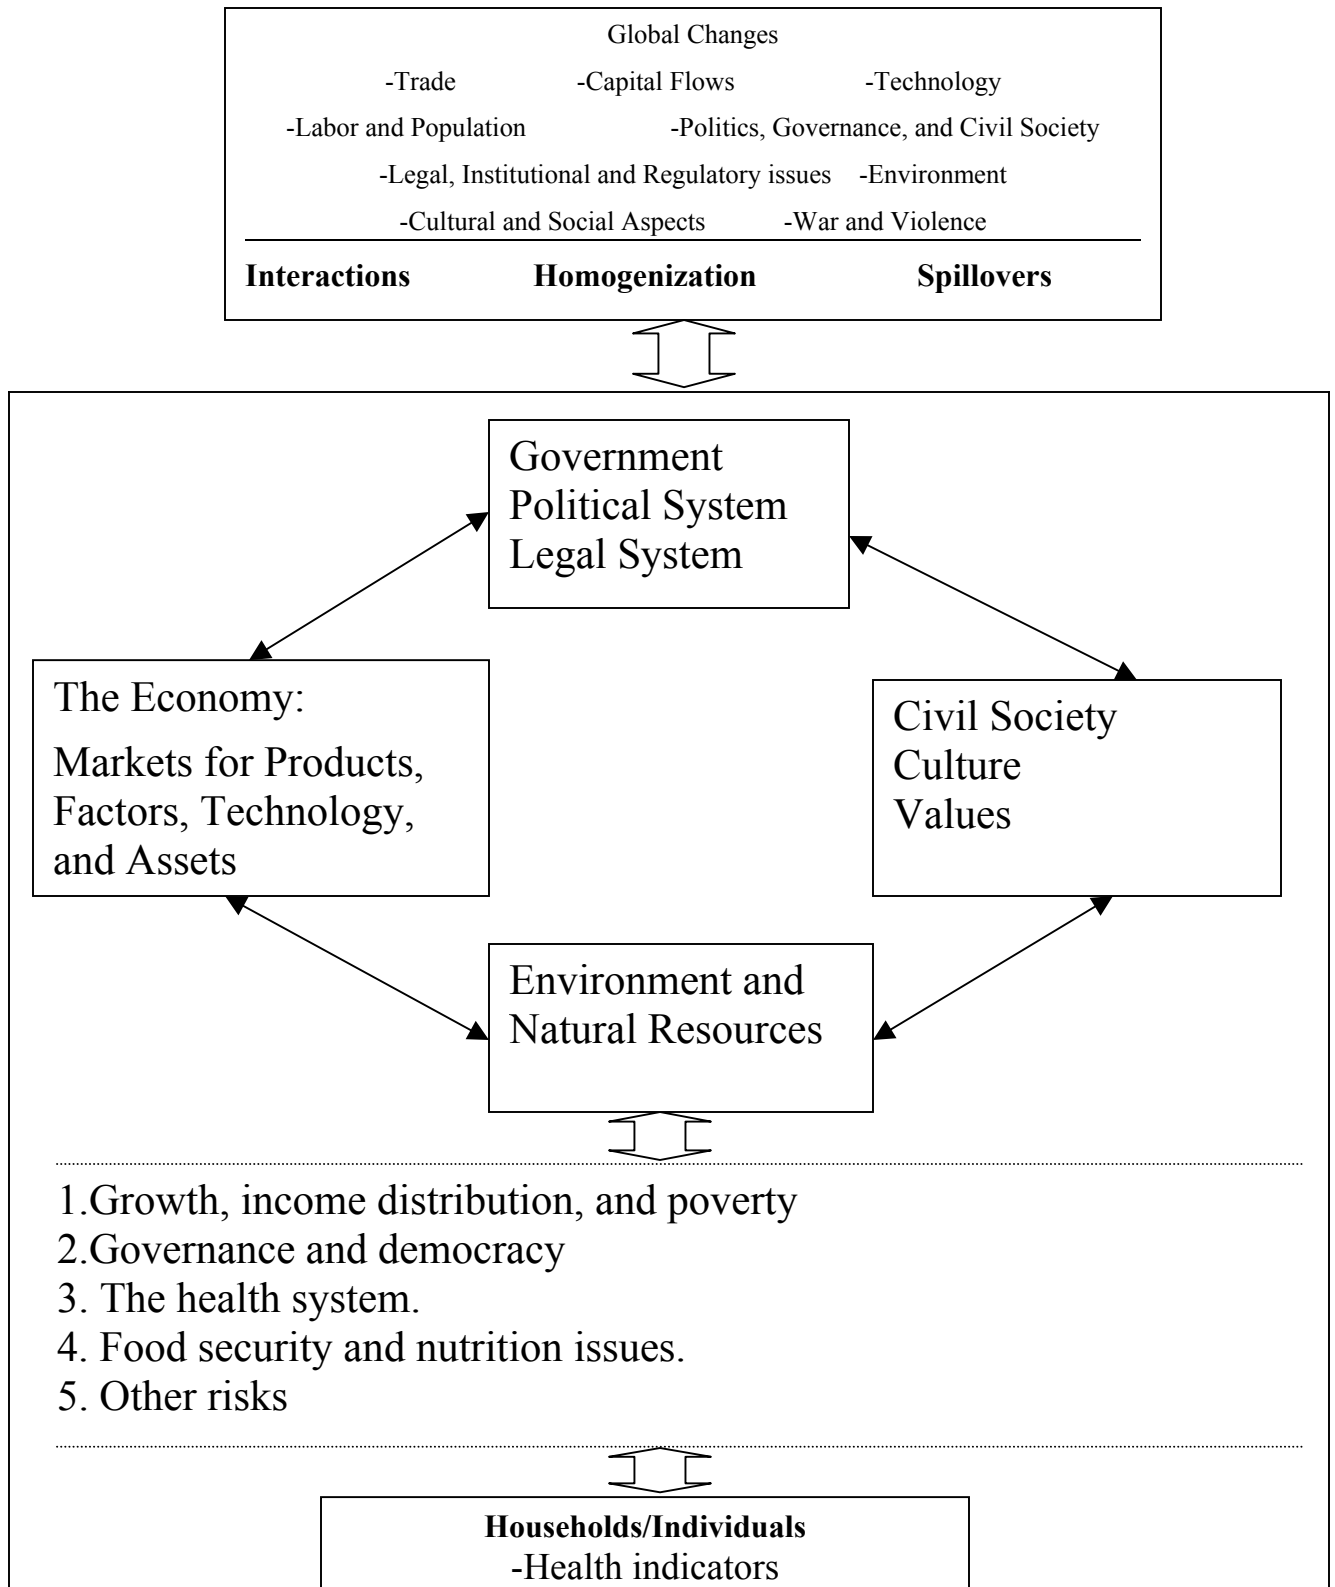 Global Changes
-Trade -Capital Flows -Technology
-Labor and Population -Politics, Governance, and Civil Society
-Legal, Institutional and Regulatory issues -Environment
-Cultural and Social Aspects -War and Violence
Interactions Homogenization Spillovers
Government
Political System
Legal System
The Economy:
Markets for Products,
Factors, Technology,
and Assets
Civil Society
Culture
Values
Environment and
Natural Resources
1.Growth, income distribution, and poverty
2.Governance and democracy
3. The health system.
4. Food security and nutrition issues.
5. Other risks
Households/Individuals
-Health indicators